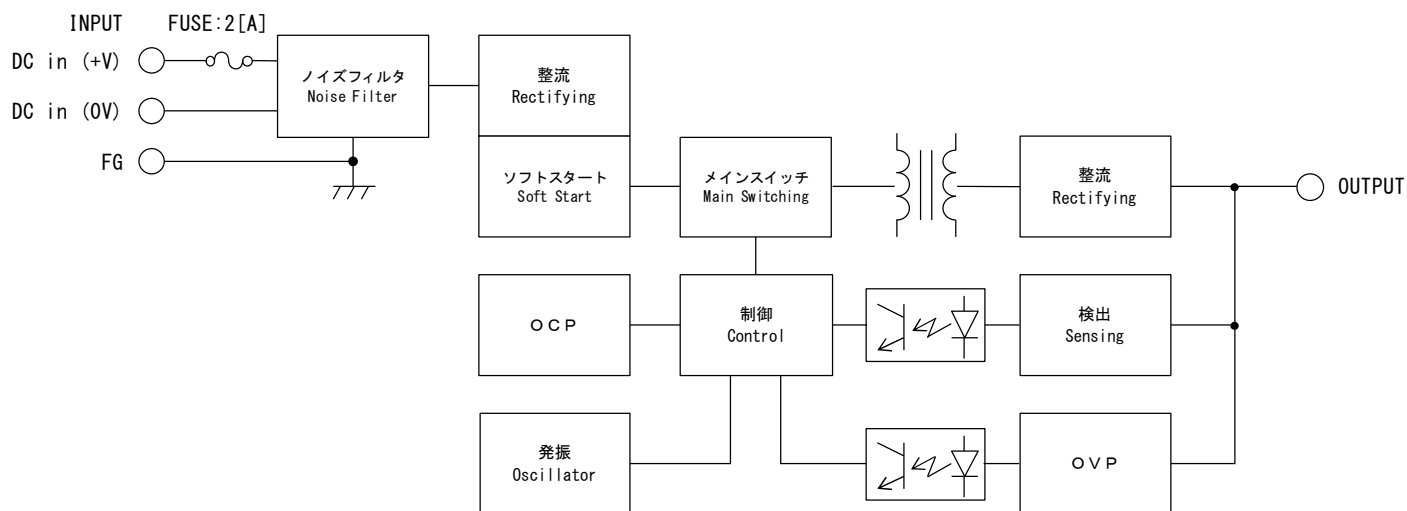 INPUT
FUSE:2[A]
DC in (+V)
DC in (0V)
FG
ノイズフィルタ
Noise Filter
整流
Rectifying
ソフトスタート
Soft Start
メインスイッチ
Main Switching
整流
Rectifying
OUTPUT
OCP
制御
Control
検出
Sensing
発振
Oscillator
OVP